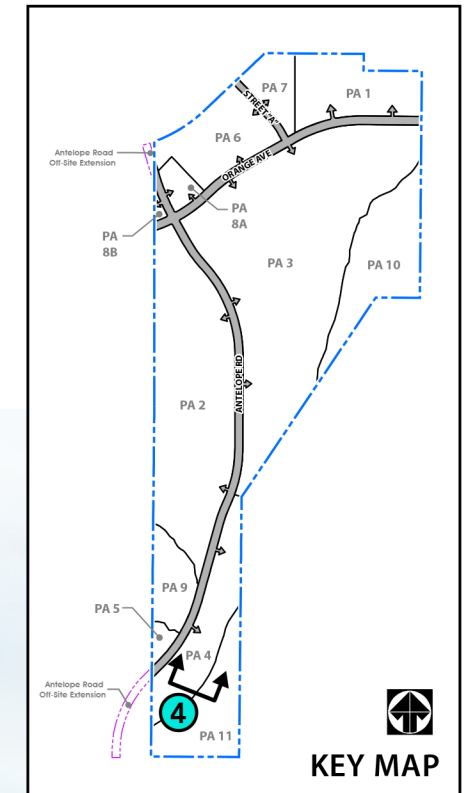 PA 7
PA 1
STREET "A"
PA 6
Antelope Road
Off-Site Extension
ORANGE AVE
PA
8A
PA
8B
PA 3
PA 10
ANTELOPE RD
PA 2
PA 9
PA 5
PA 4
Antelope Road
Off-Site Extension
4
PA 11
KEY MAP